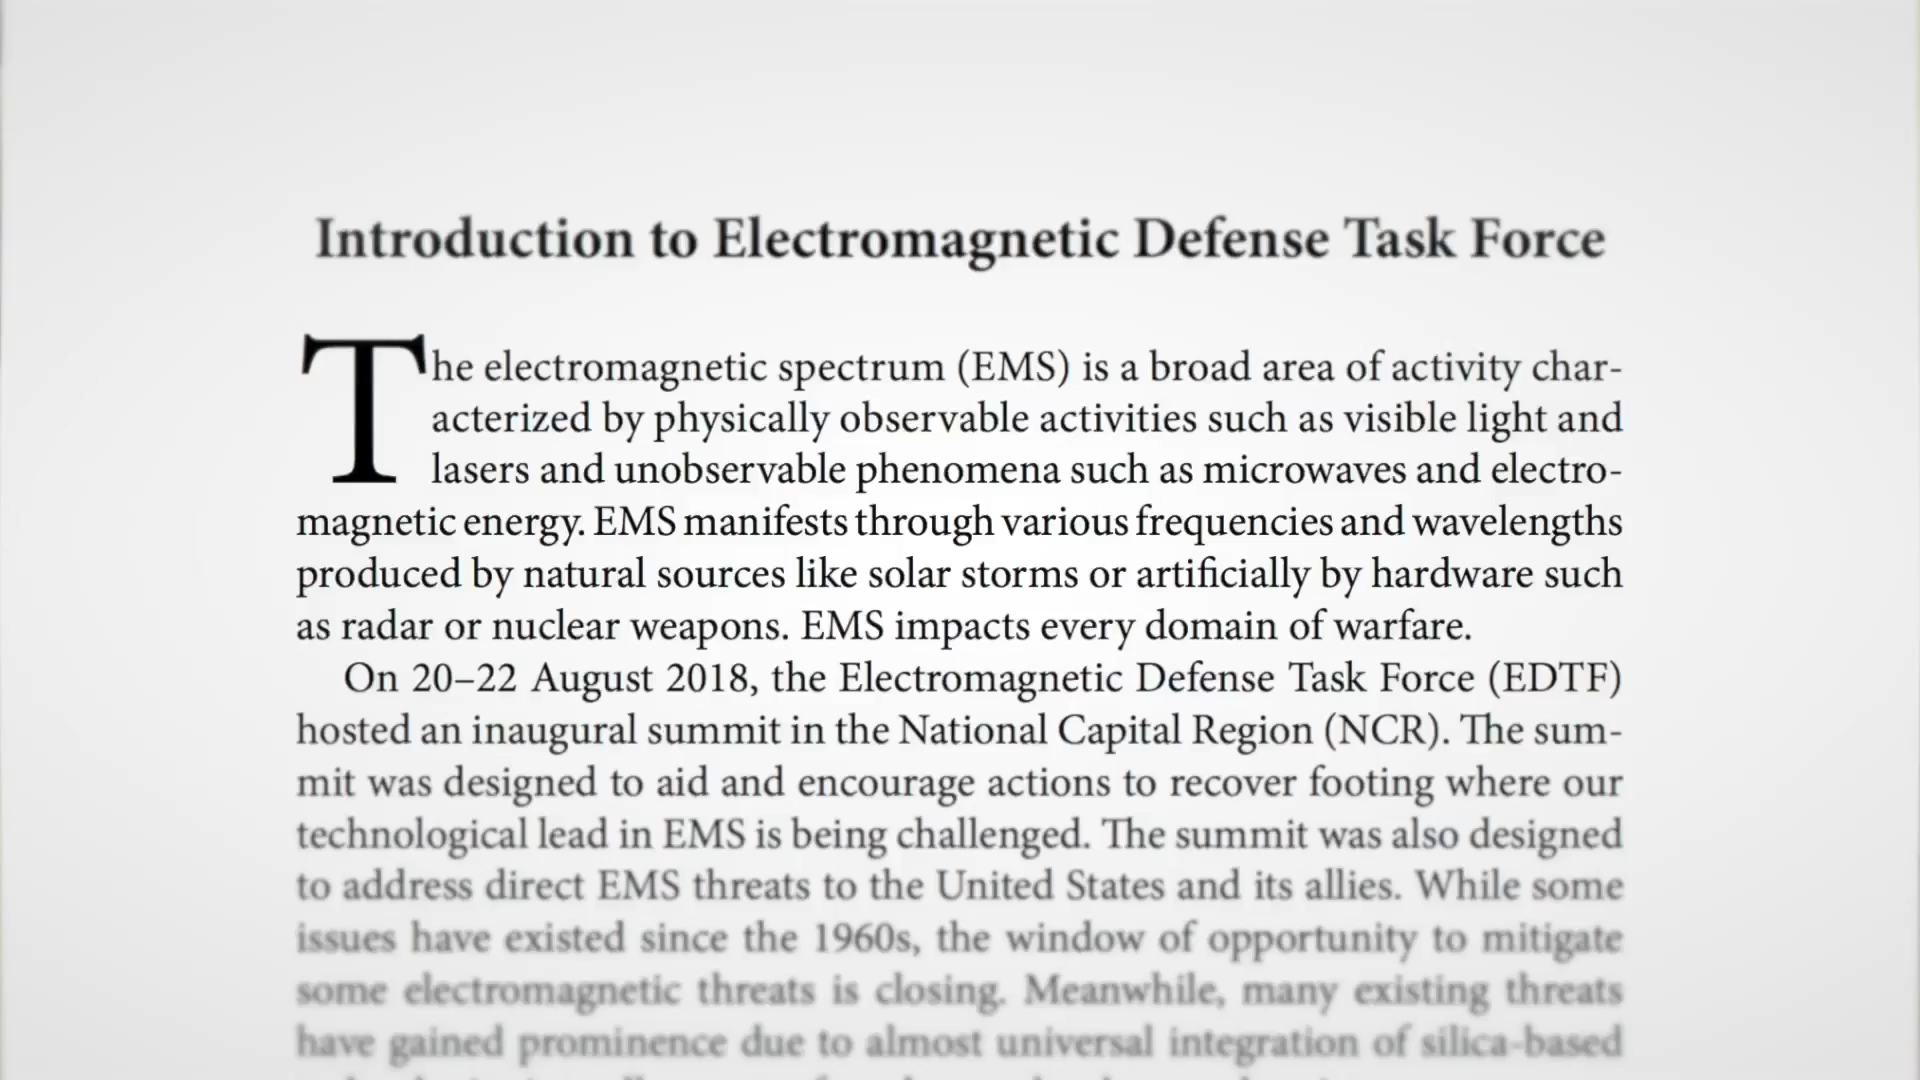 Introduction to Electromagnetic Defense Task Force
The electromagnetic spectrum (EMS) is a broad area of activity char-
acterized by physically observable activities such as visible light and
lasers and unobservable phenomena such as microwaves and electro-
magnetic energy. EMS manifests through various frequencies and wavelengths
produced by natural sources like solar storms or artificially by hardware such
as radar or nuclear weapons. EMS impacts every domain of warfare.
On 20–22 August 2018, the Electromagnetic Defense Task Force (EDTF)
hosted an inaugural summit in the National Capital Region (NCR). The sum-
mit was designed to aid and encourage actions to recover footing where our
technological lead in EMS is being challenged. The summit was also designed
to address direct EMS threats to the United States and its allies. While some
issues have existed since the 1960s, the window of opportunity to mitigate
some electromagnetic threats is closing. Meanwhile, many existing threats
have gained prominence due to almost universal integration of silica-based